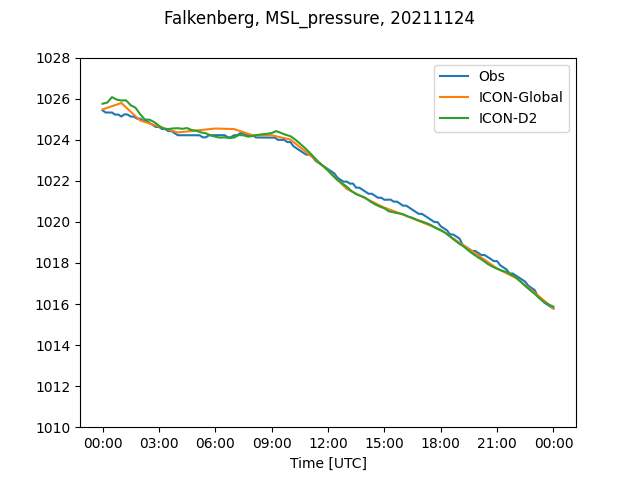 Falkenberg, MSL_pressure, 20211124
1028
1026
1024
1022
1020
1018
1016
1014
1012
1010
Obs
ICON-Global
ICON-D2
00:00 03:00 06:00 09:00 12:00 15:00 18:00 21:00 00:00
Time [UTC]